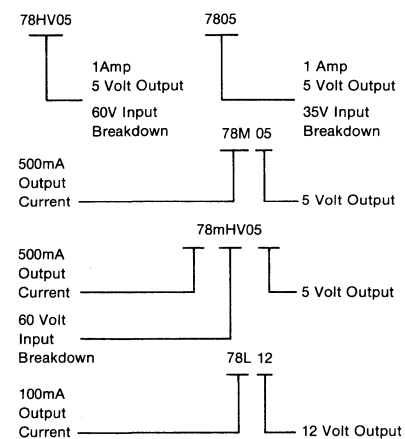 78HV05
7805
1Amp
5 Volt Output
60V Input
Breakdown
1 Amp
5 Volt Output
35V Input
Breakdown
78M 05
500mA
Output
Current
5 Volt Output
78mHV05
500mA
Output
Current
5 Volt Output
60 Volt
Input
Breakdown
78L 12
100mA
Output
Current
12 Volt Output